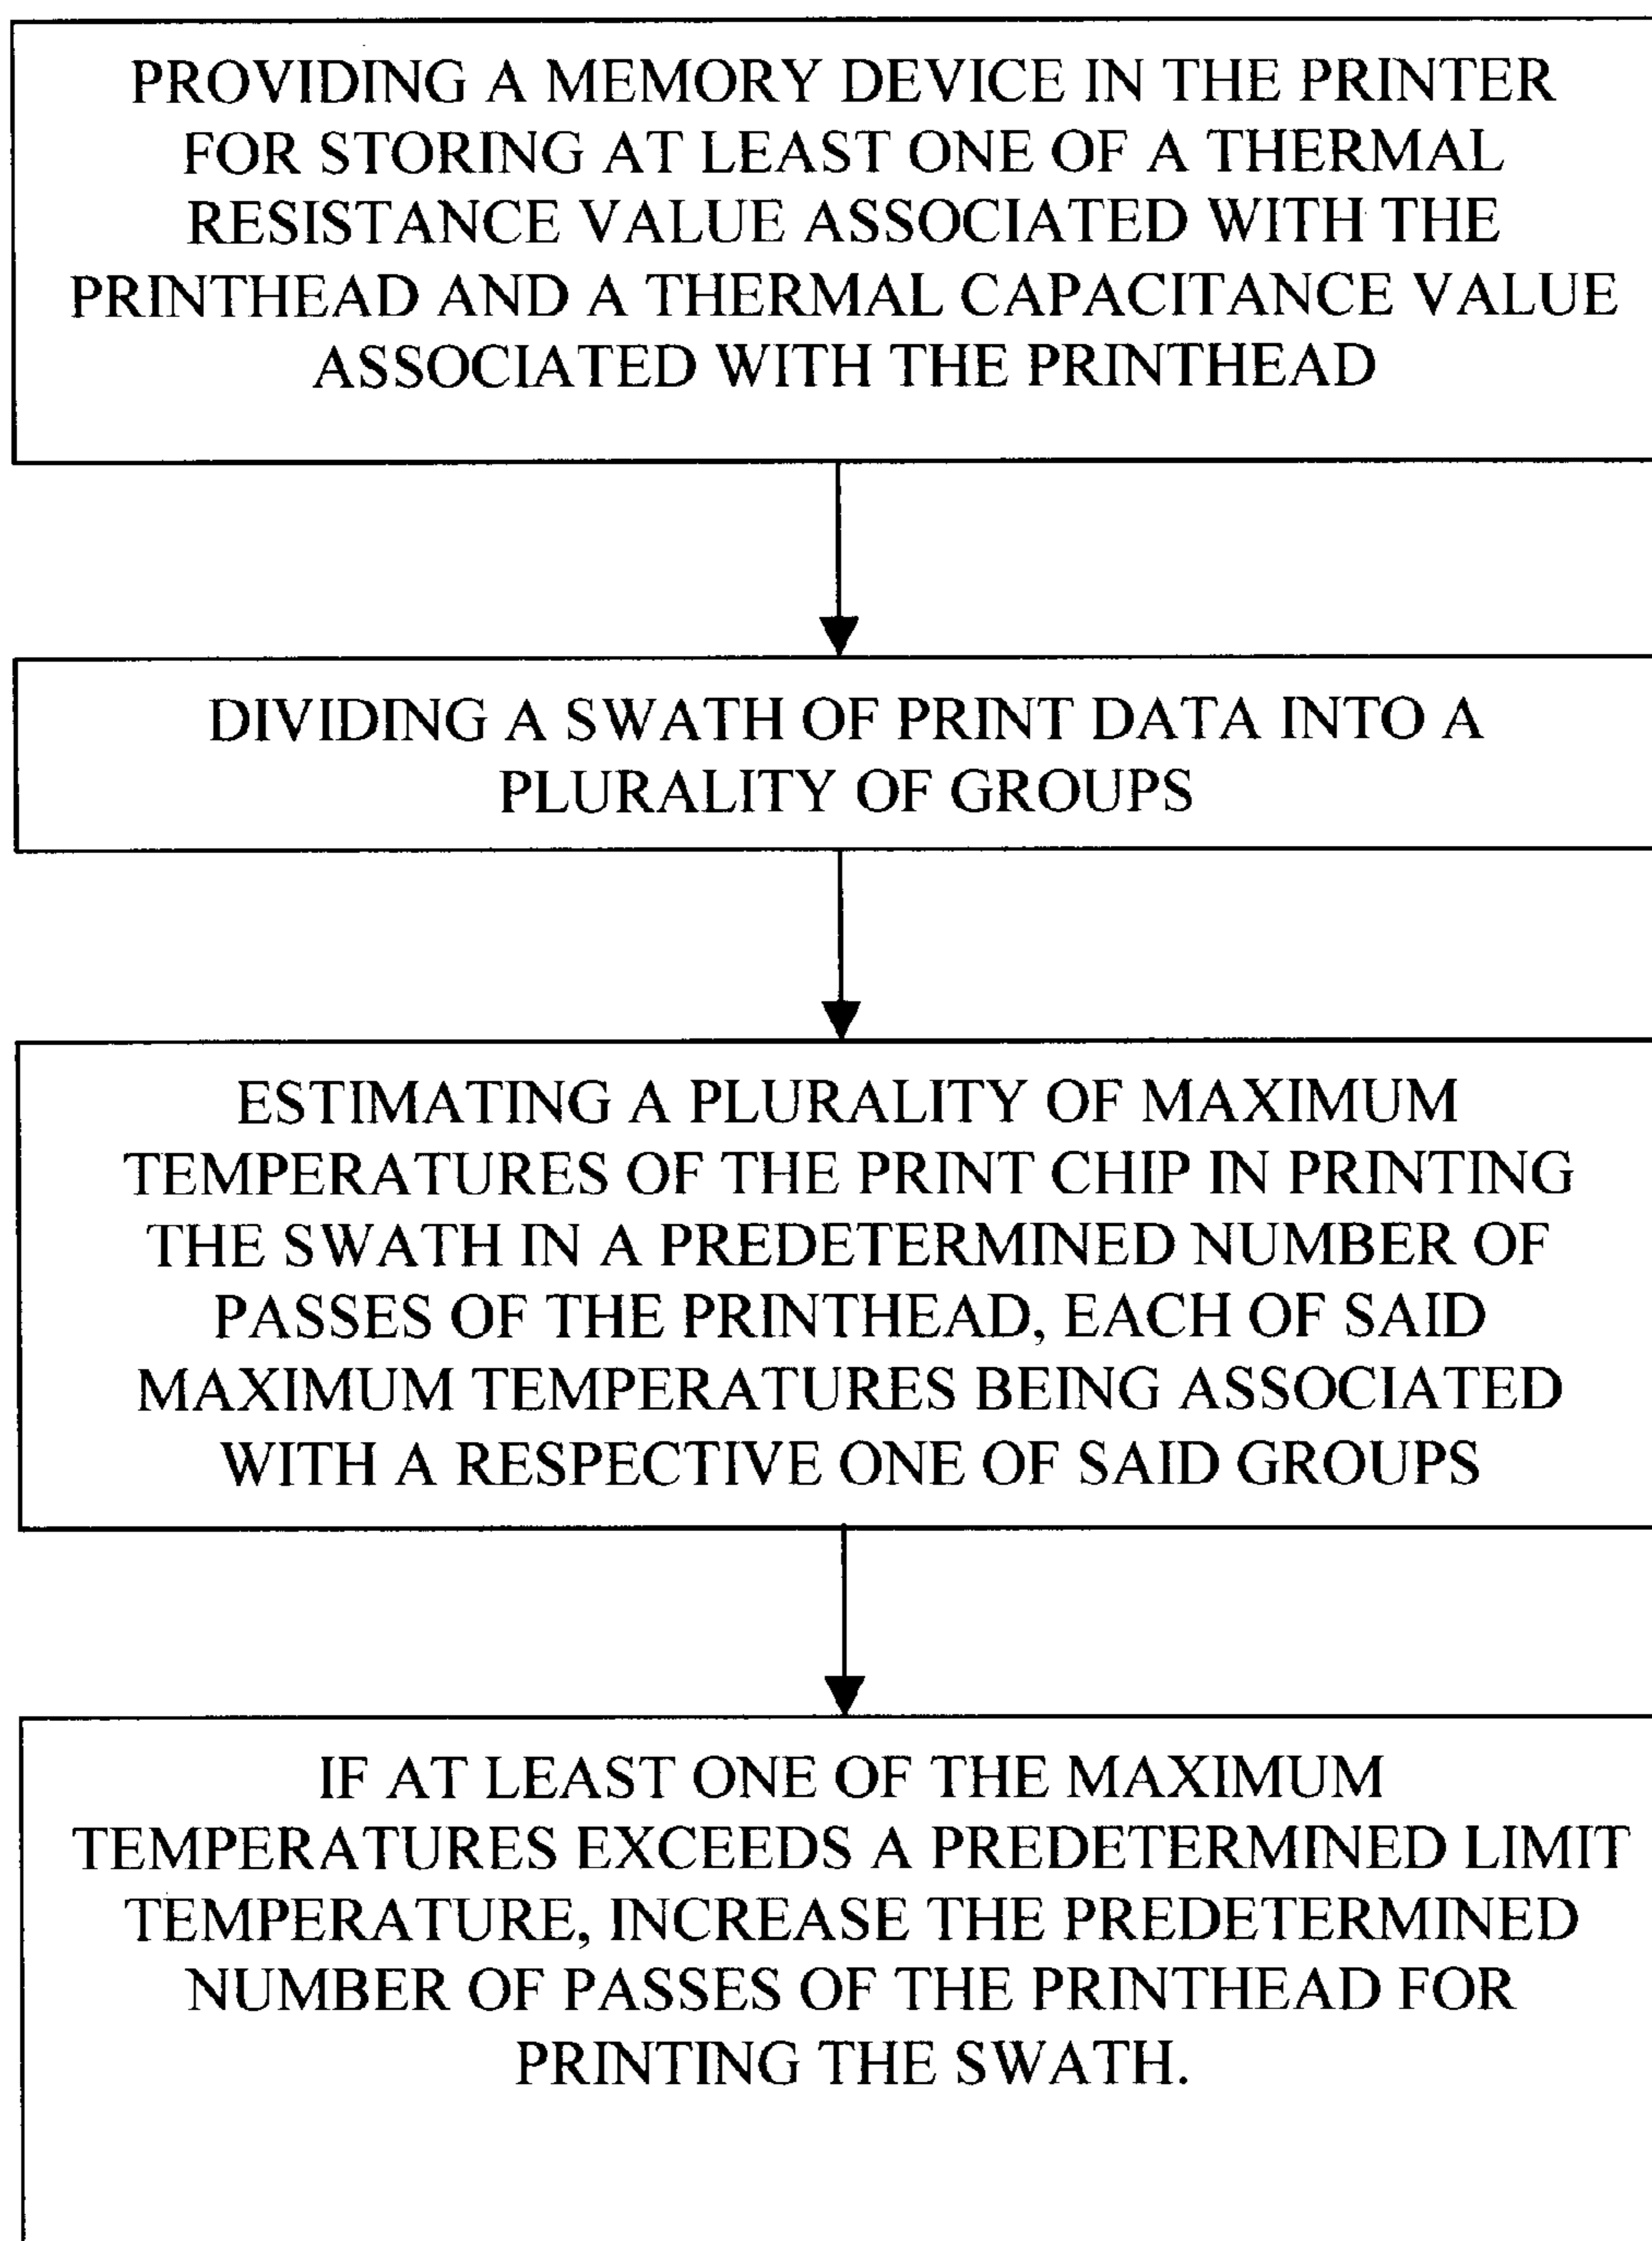 PROVIDING A MEMORY DEVICE IN THE PRINTER
FOR STORING AT LEAST ONE OF A THERMAL
RESISTANCE VALUE ASSOCIATED WITH THE
PRINTHEAD AND A THERMAL CAPACITANCE VALUE
ASSOCIATED WITH THE PRINTHEAD
DIVIDING A SWATH OF PRINT DATA INTO A
PLURALITY OF GROUPS
ESTIMATING A PLURALITY OF MAXIMUM
TEMPERATURES OF THE PRINT CHIP IN PRINTING
THE SWATH IN A PREDETERMINED NUMBER OF
PASSES OF THE PRINTHEAD, EACH OF SAID
MAXIMUM TEMPERATURES BEING ASSOCIATED
WITH A RESPECTIVE ONE OF SAID GROUPS
IF AT LEAST ONE OF THE MAXIMUM
TEMPERATURES EXCEEDS A PREDETERMINED LIMIT
TEMPERATURE, INCREASE THE PREDETERMINED
NUMBER OF PASSES OF THE PRINTHEAD FOR
PRINTING THE SWATH.